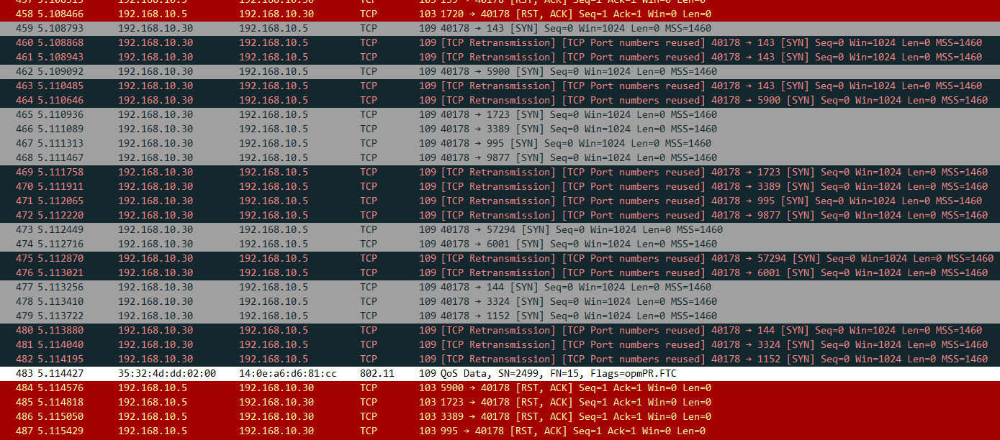 457 5.108315 192.168.10.5 192.168.10.30 TCP 103 139 → 40178 [RST, ACK] Seq=1 Ack=1 Win=0 Len=0
458 5.108466 192.168.10.5 192.168.10.30 TCP 103 1720 → 40178 [RST, ACK] Seq=1 Ack=1 Win=0 Len=0
459 5.108793 192.168.10.30 192.168.10.5 TCP 109 40178 → 143 [SYN] Seq=0 Win=1024 Len=0 MSS=1460
460 5.108868 192.168.10.30 192.168.10.5 TCP 109 [TCP Retransmission] [TCP Port numbers reused] 40178 → 143 [SYN] Seq=0 Win=1024 Len=0 MSS=1460
461 5.108943 192.168.10.30 192.168.10.5 TCP 109 [TCP Retransmission] [TCP Port numbers reused] 40178 → 143 [SYN] Seq=0 Win=1024 Len=0 MSS=1460
462 5.109092 192.168.10.30 192.168.10.5 TCP 109 40178 → 5900 [SYN] Seq=0 Win=1024 Len=0 MSS=1460
463 5.110485 192.168.10.30 192.168.10.5 TCP 109 [TCP Retransmission] [TCP Port numbers reused] 40178 → 143 [SYN] Seq=0 Win=1024 Len=0 MSS=1460
464 5.110646 192.168.10.30 192.168.10.5 TCP 109 [TCP Retransmission] [TCP Port numbers reused] 40178 → 5900 [SYN] Seq=0 Win=1024 Len=0 MSS=1460
465 5.110936 192.168.10.30 192.168.10.5 TCP 109 40178 → 1723 [SYN] Seq=0 Win=1024 Len=0 MSS=1460
466 5.111089 192.168.10.30 192.168.10.5 TCP 109 40178 → 3389 [SYN] Seq=0 Win=1024 Len=0 MSS=1460
467 5.111313 192.168.10.30 192.168.10.5 TCP 109 40178 → 995 [SYN] Seq=0 Win=1024 Len=0 MSS=1460
468 5.111467 192.168.10.30 192.168.10.5 TCP 109 40178 → 9877 [SYN] Seq=0 Win=1024 Len=0 MSS=1460
469 5.111758 192.168.10.30 192.168.10.5 TCP 109 [TCP Retransmission] [TCP Port numbers reused] 40178 → 1723 [SYN] Seq=0 Win=1024 Len=0 MSS=1460
470 5.111911 192.168.10.30 192.168.10.5 TCP 109 [TCP Retransmission] [TCP Port numbers reused] 40178 → 3389 [SYN] Seq=0 Win=1024 Len=0 MSS=1460
471 5.112065 192.168.10.30 192.168.10.5 TCP 109 [TCP Retransmission] [TCP Port numbers reused] 40178 → 995 [SYN] Seq=0 Win=1024 Len=0 MSS=1460
472 5.112220 192.168.10.30 192.168.10.5 TCP 109 [TCP Retransmission] [TCP Port numbers reused] 40178 → 9877 [SYN] Seq=0 Win=1024 Len=0 MSS=1460
473 5.112449 192.168.10.30 192.168.10.5 TCP 109 40178 → 57294 [SYN] Seq=0 Win=1024 Len=0 MSS=1460
474 5.112716 192.168.10.30 192.168.10.5 TCP 109 40178 → 6001 [SYN] Seq=0 Win=1024 Len=0 MSS=1460
475 5.112870 192.168.10.30 192.168.10.5 TCP 109 [TCP Retransmission] [TCP Port numbers reused] 40178 → 57294 [SYN] Seq=0 Win=1024 Len=0 MSS=1460
476 5.113021 192.168.10.30 192.168.10.5 TCP 109 [TCP Retransmission] [TCP Port numbers reused] 40178 → 6001 [SYN] Seq=0 Win=1024 Len=0 MSS=1460
477 5.113256 192.168.10.30 192.168.10.5 TCP 109 40178 → 144 [SYN] Seq=0 Win=1024 Len=0 MSS=1460
478 5.113410 192.168.10.30 192.168.10.5 TCP 109 40178 → 3324 [SYN] Seq=0 Win=1024 Len=0 MSS=1460
479 5.113722 192.168.10.30 192.168.10.5 TCP 109 40178 → 1152 [SYN] Seq=0 Win=1024 Len=0 MSS=1460
480 5.113880 192.168.10.30 192.168.10.5 TCP 109 [TCP Retransmission] [TCP Port numbers reused] 40178 → 144 [SYN] Seq=0 Win=1024 Len=0 MSS=1460
481 5.114040 192.168.10.30 192.168.10.5 TCP 109 [TCP Retransmission] [TCP Port numbers reused] 40178 → 3324 [SYN] Seq=0 Win=1024 Len=0 MSS=1460
482 5.114195 192.168.10.30 192.168.10.5 TCP 109 [TCP Retransmission] [TCP Port numbers reused] 40178 → 1152 [SYN] Seq=0 Win=1024 Len=0 MSS=1460
483 5.114427 35:32:4d:dd:02:00 14:0e:a6:d6:81:cc 802.11 109 QoS Data, SN=2499, FN=15, Flags=opmPR.FTC
484 5.114576 192.168.10.5 192.168.10.30 TCP 103 5900 → 40178 [RST, ACK] Seq=1 Ack=1 Win=0 Len=0
485 5.114818 192.168.10.5 192.168.10.30 TCP 103 1723 → 40178 [RST, ACK] Seq=1 Ack=1 Win=0 Len=0
486 5.115050 192.168.10.5 192.168.10.30 TCP 103 3389 → 40178 [RST, ACK] Seq=1 Ack=1 Win=0 Len=0
487 5.115429 192.168.10.5 192.168.10.30 TCP 103 995 → 40178 [RST, ACK] Seq=1 Ack=1 Win=0 Len=0